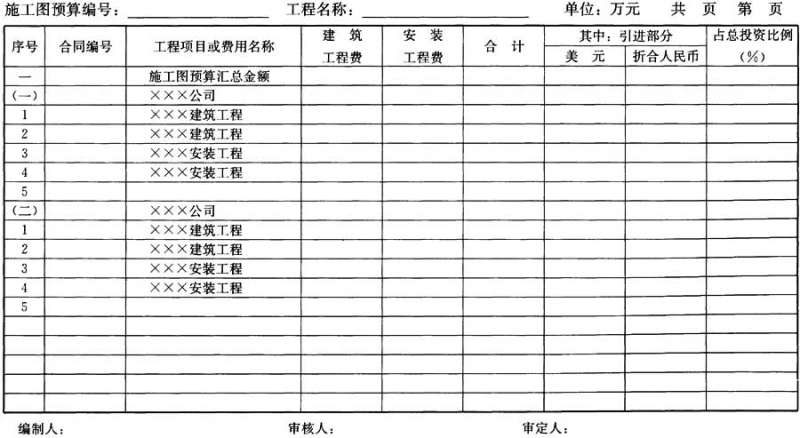 施工图预算编号： 工程名称： 单位：万元 共 页 第 页
序号 合同编号 工程项目或费用名称 建筑工程费 安装工程费 合计 其中：引进部分 占总投资比例（％）
美元 折合人民币
一 施工图预算汇总金额
（一） ×××公司
1 ×××建筑工程
2 ×××建筑工程
3 ×××安装工程
4 ×××安装工程
5
（二） ×××公司
1 ×××建筑工程
2 ×××建筑工程
3 ×××安装工程
4 ×××安装工程
5
编制人： 审核人： 审定人：